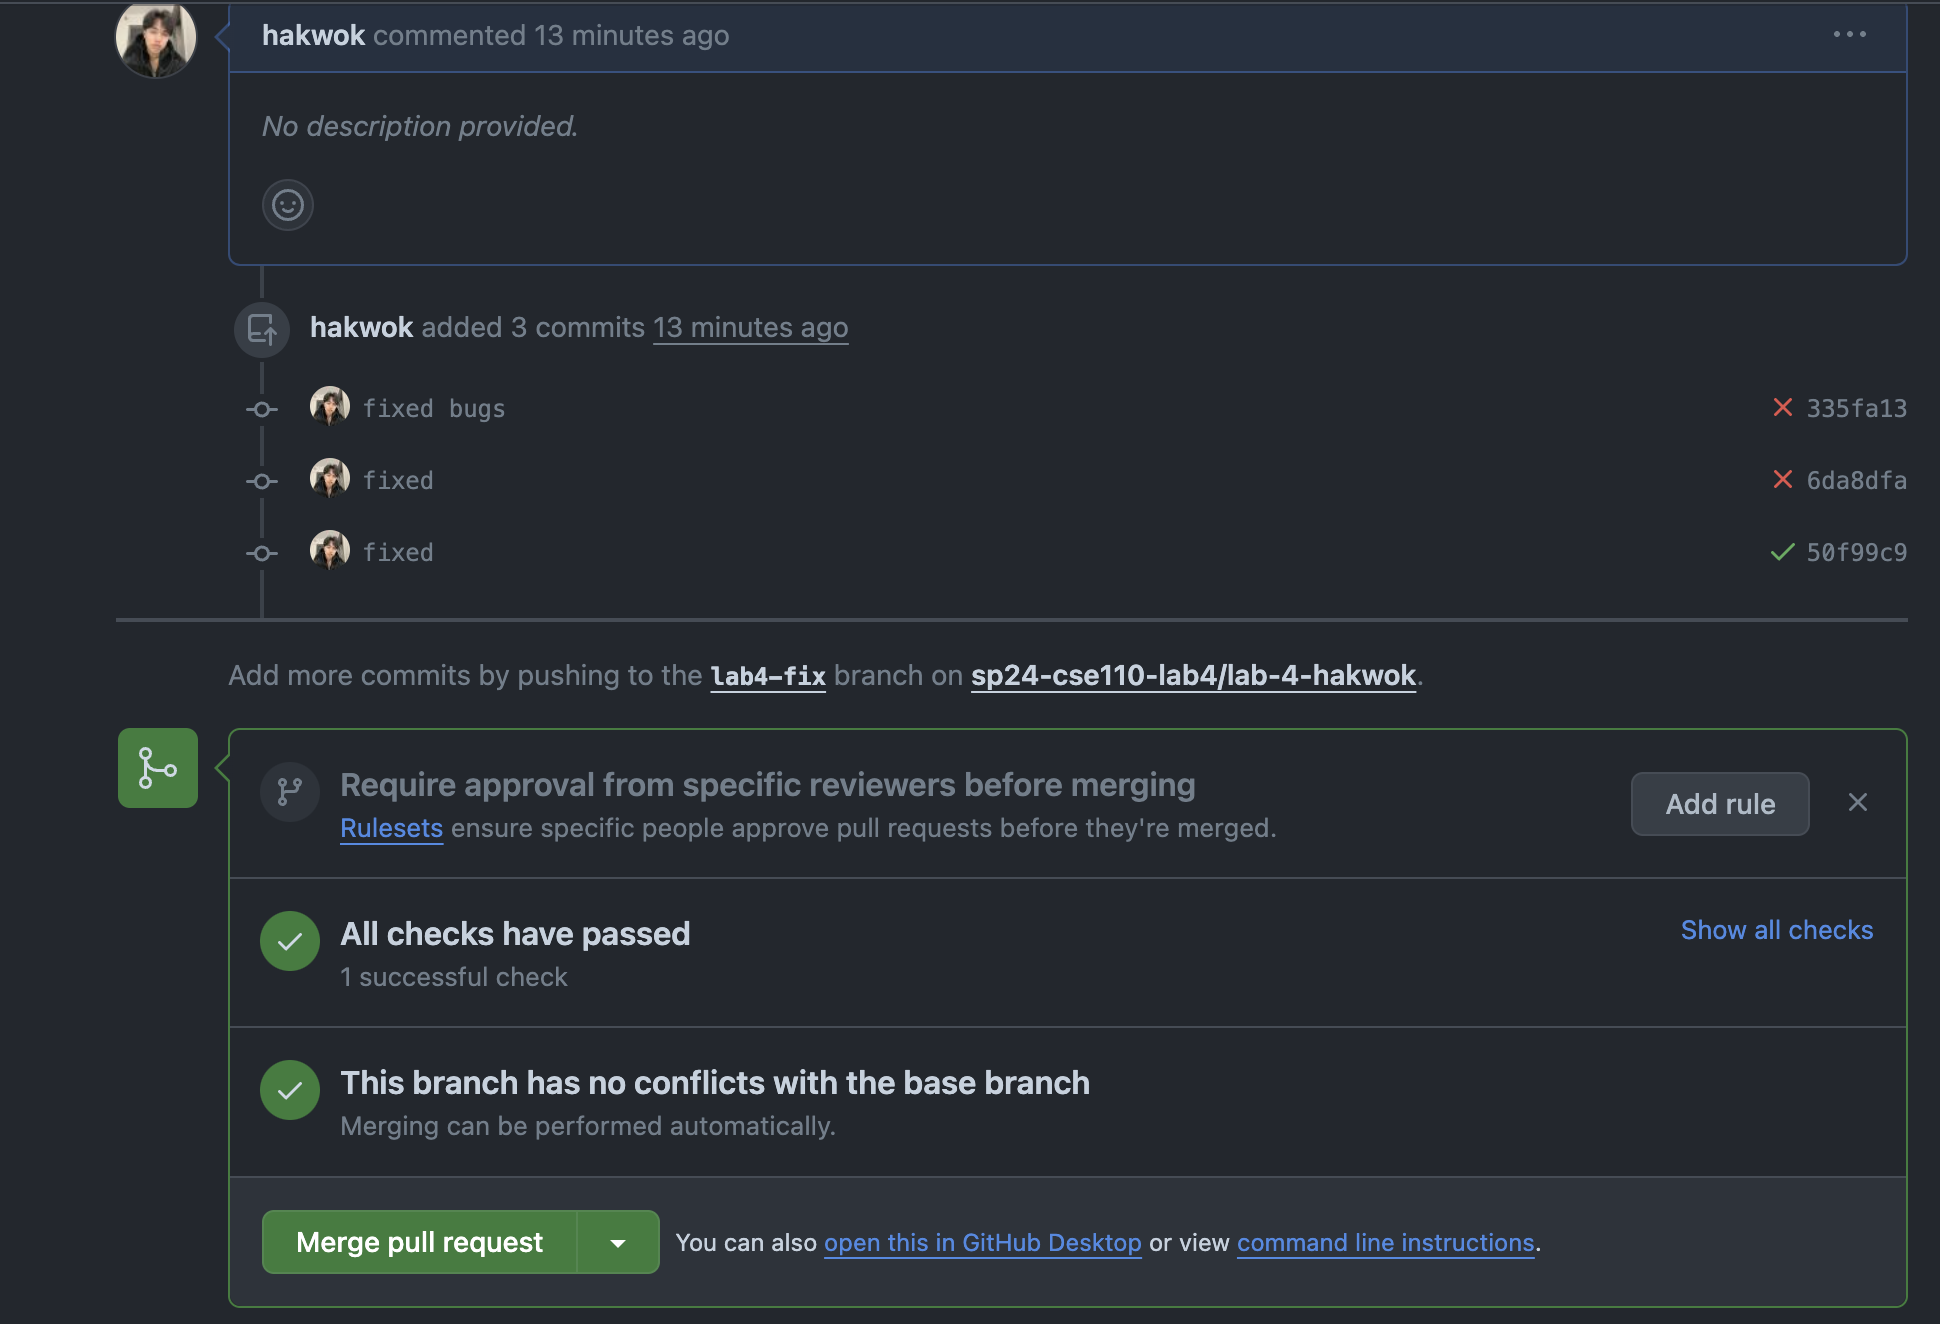 hakwok commented 13 minutes ago
No description provided.
hakwok added 3 commits 13 minutes ago
fixed bugs 335fa13
fixed 6da8dfa
fixed 50f99c9
Add more commits by pushing to the lab4-fix branch on sp24-cse110-lab4/lab-4-hakwok.
Require approval from specific reviewers before merging
Rulesets ensure specific people approve pull requests before they're merged.
Add rule
All checks have passed
Show all checks
1 successful check
This branch has no conflicts with the base branch
Merging can be performed automatically.
Merge pull request You can also open this in GitHub Desktop or view command line instructions.